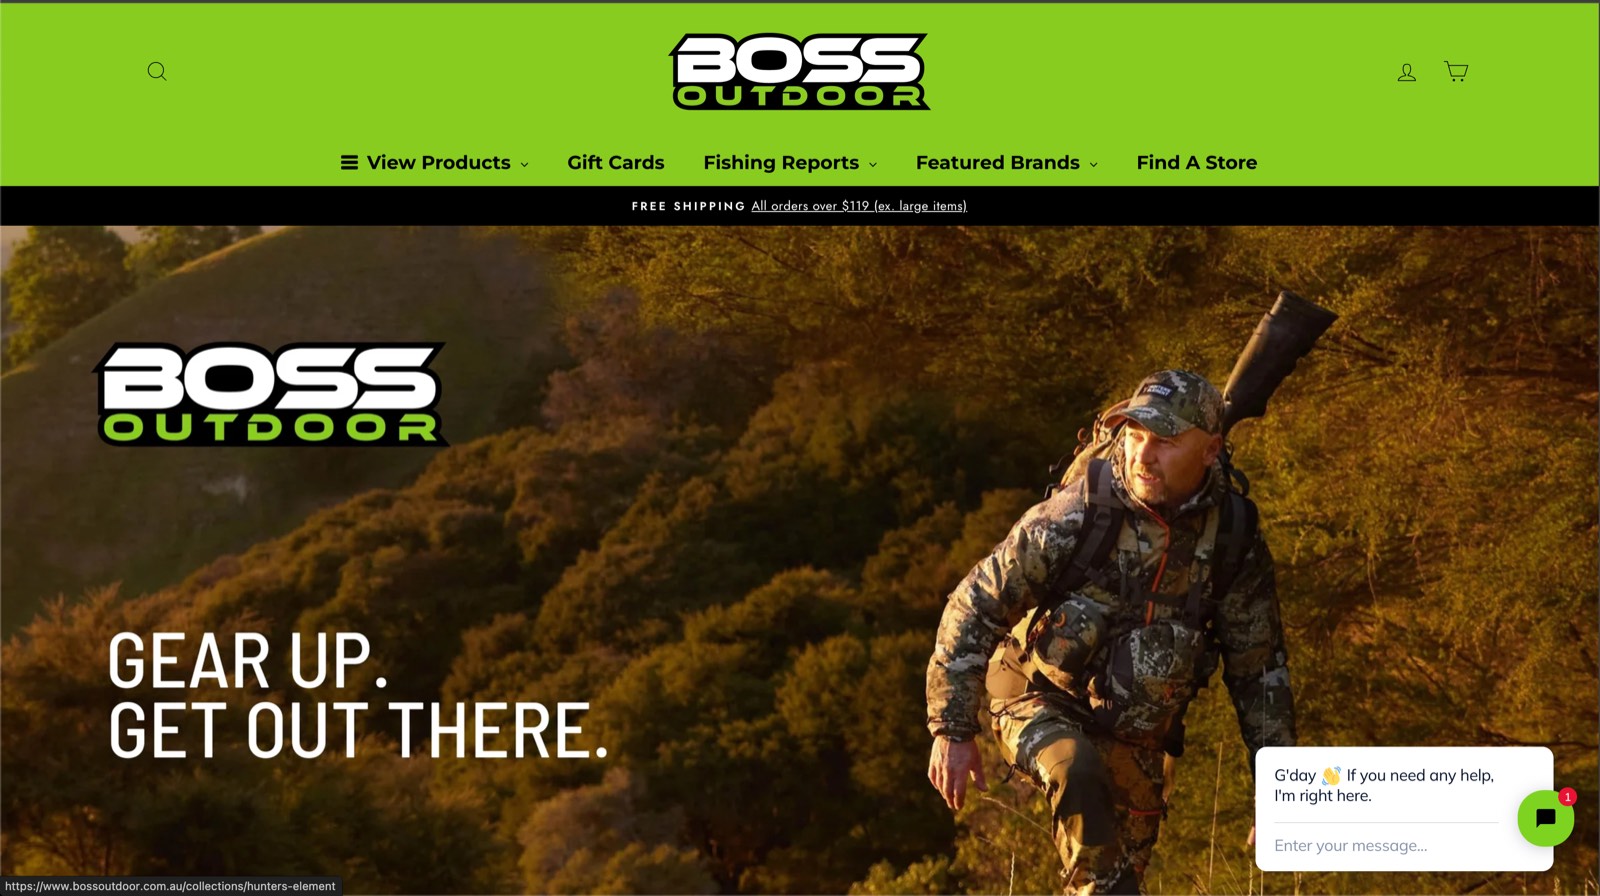 BOSS
OUTDOOR
View Products
Gift Cards
Fishing Reports
Featured Brands
Find A Store
FREE SHIPPING All orders over $119 (ex. large items)
BOSS
OUTDOOR
GEAR UP.
GET OUT THERE.
G'day 👋 If you need any help,
I'm right here.
1
Enter your message...
https://www.bossoutdoor.com.au/collections/hunters-element